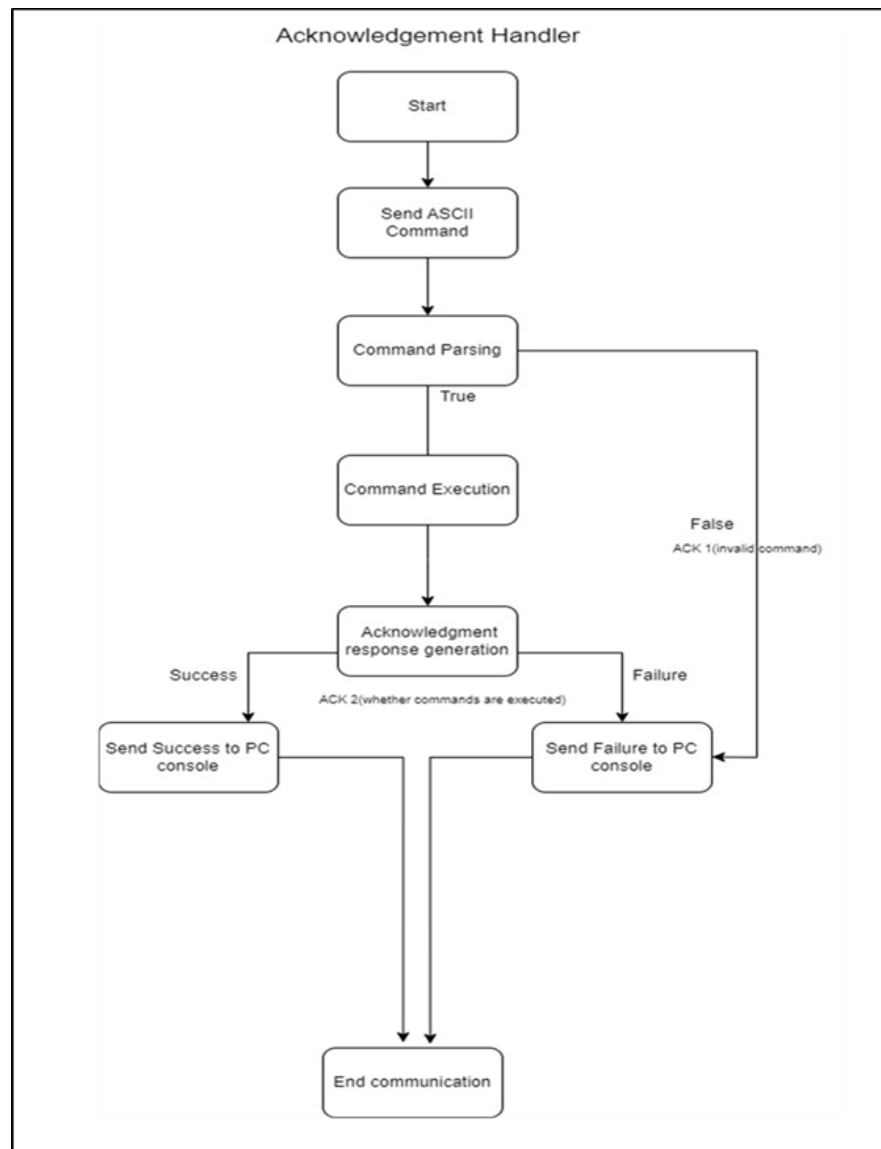 Acknowledgement Handler
Start
Send ASCII
Command
Command Parsing
True
Command Execution
False
ACK 1(invalid command)
Acknowledgment
response generation
Success
Failure
ACK 2(whether commands are executed)
Send Success to PC
console
Send Failure to PC
console
End communication